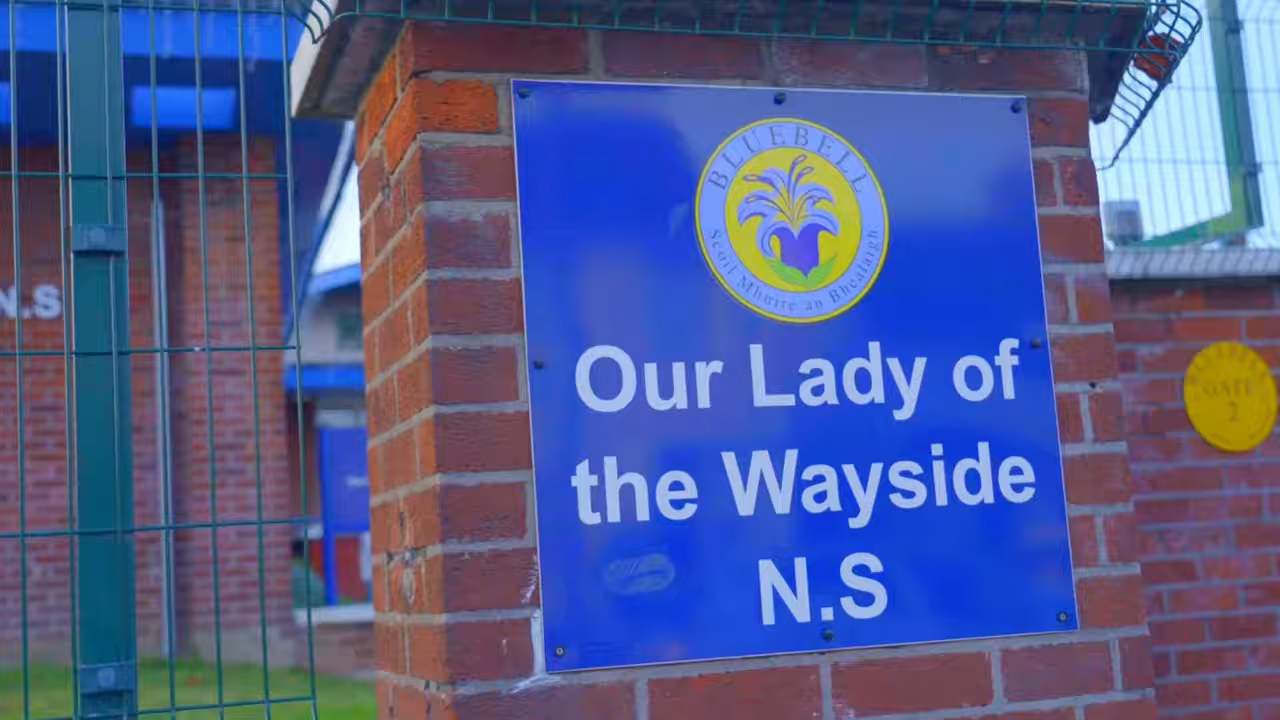 BLUEBELL
Scoil Mhuire an Bhealaigh
Our Lady of
the Wayside
N.S
N.S
GATE
2